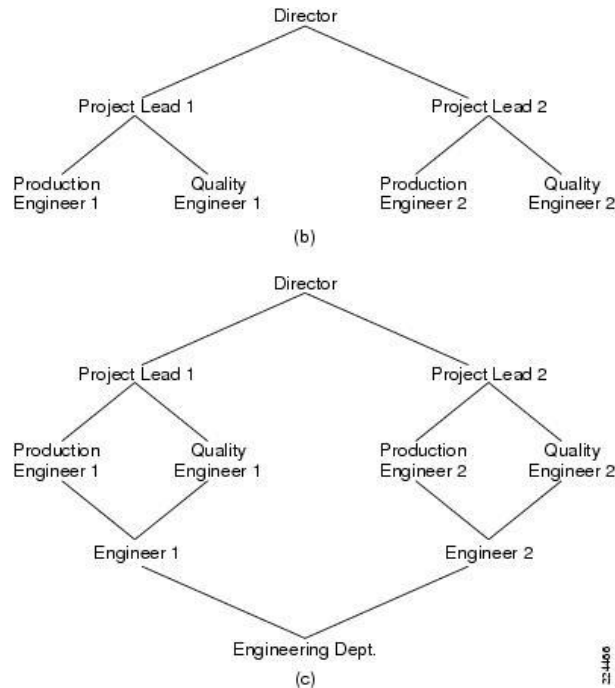 Director
Project Lead 1 Project Lead 2
Production Quality Production Quality
Engineer 1 Engineer 1 Engineer 2 Engineer 2
(b)
Director
Project Lead 1 Project Lead 2
Production Quality Production Quality
Engineer 1 Engineer 1 Engineer 2 Engineer 2
Engineer 1 Engineer 2
Engineering Dept.
(c)
224466